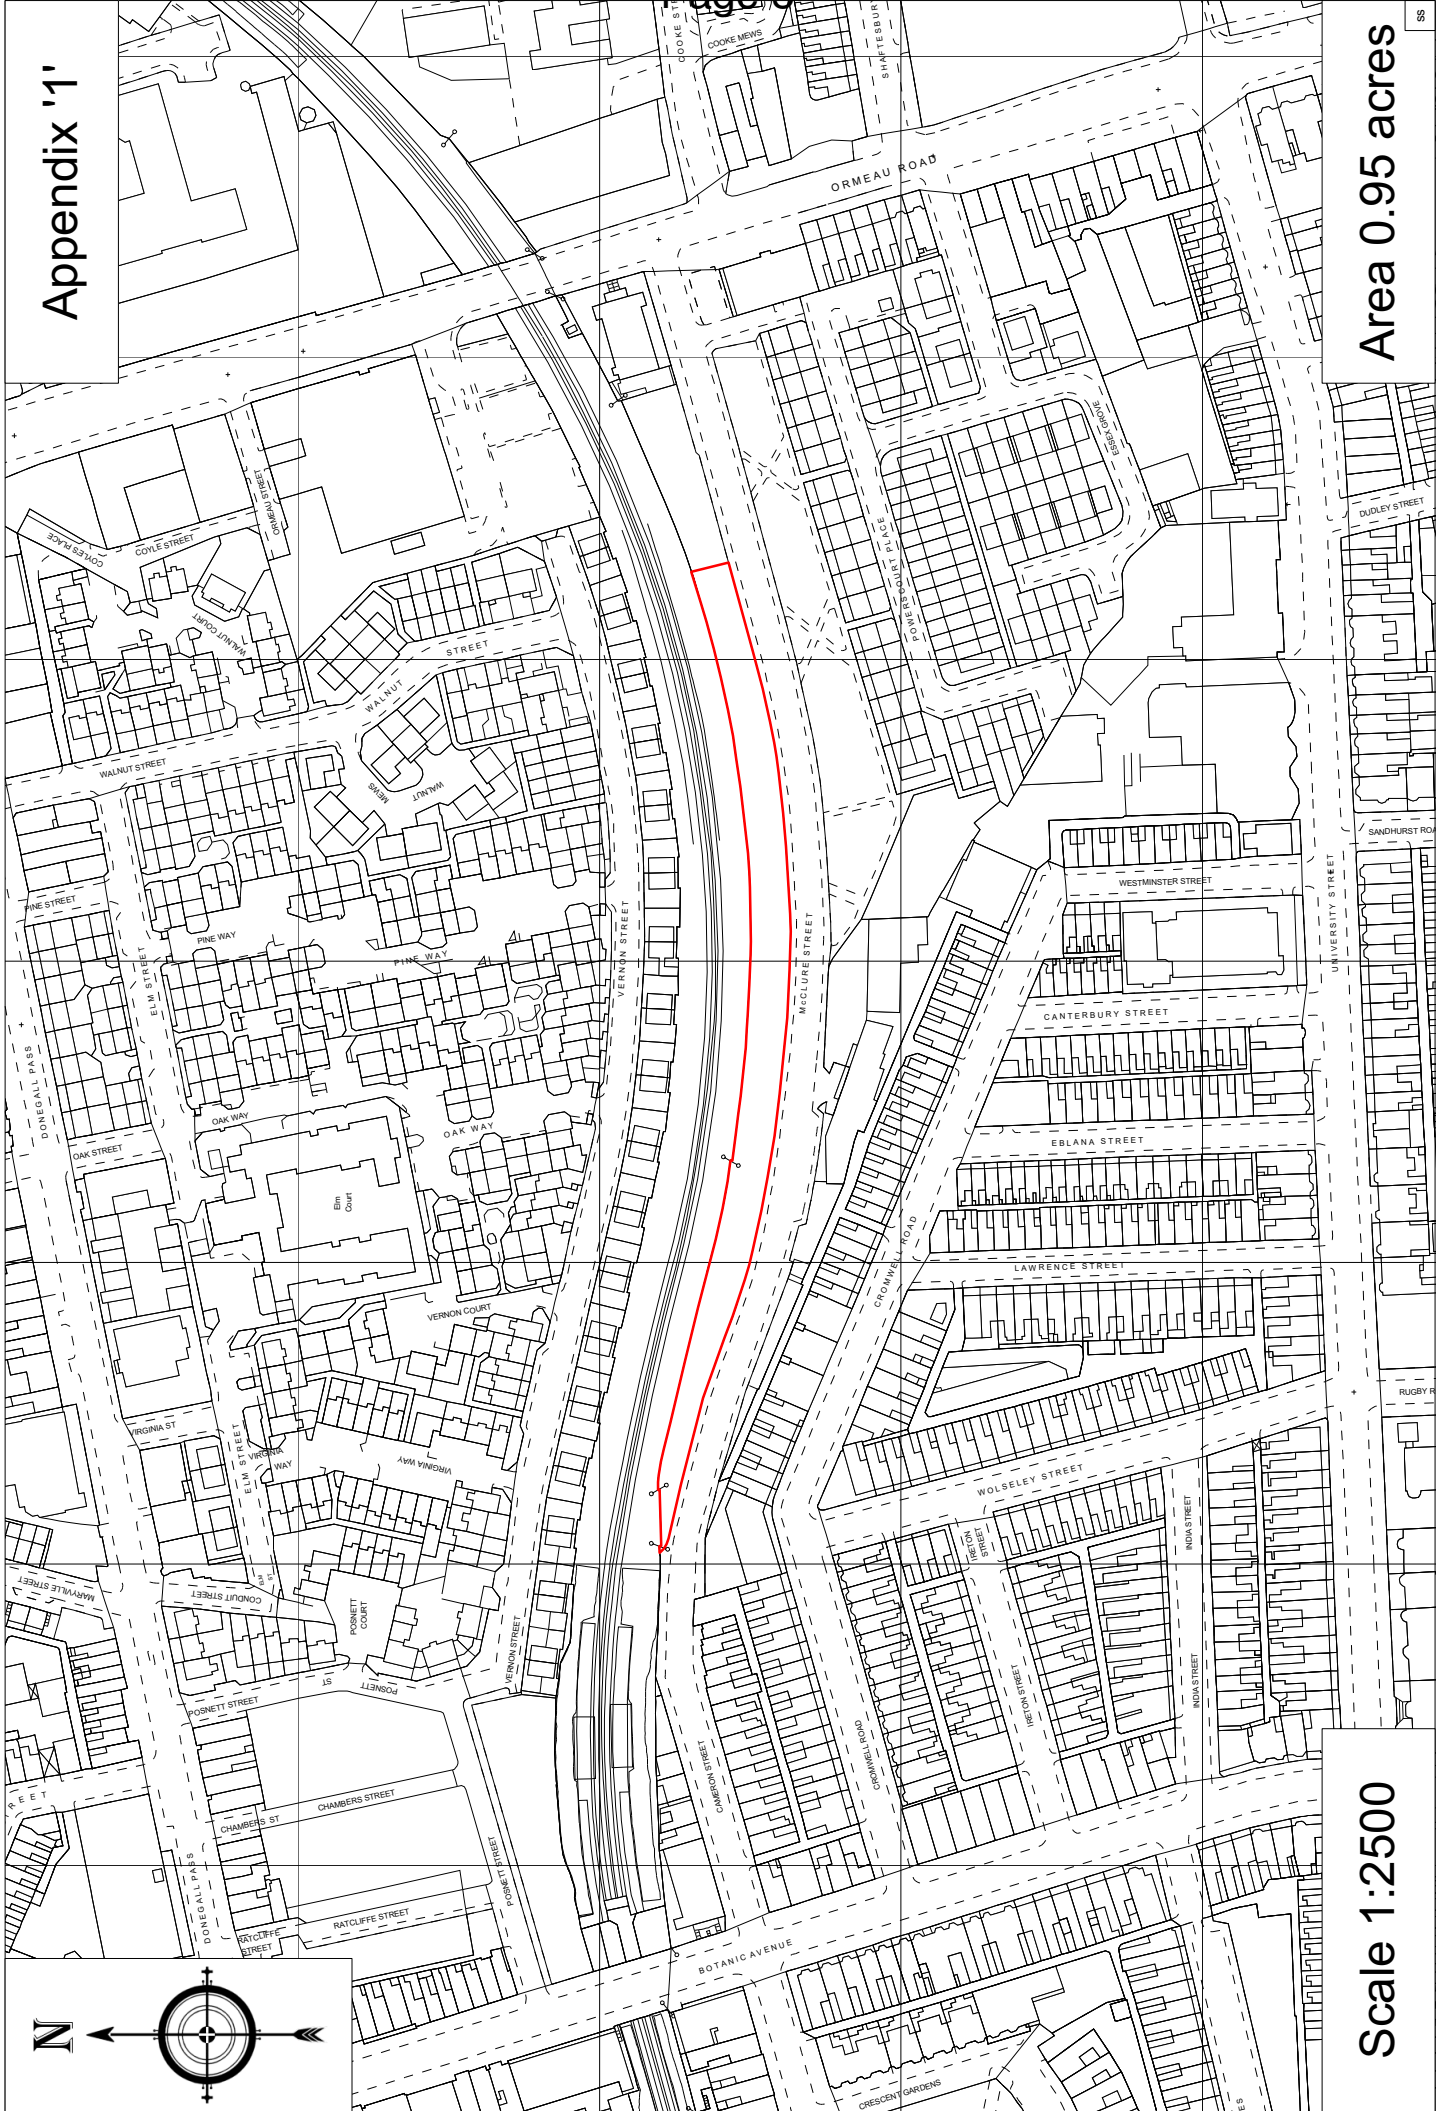 Appendix '1'
Area 0.95 acres
Scale 1:2500
N
SS
COOKE MEWS
ORMEAU ROAD
COYLES PLACE
COYLE STREET
ORMEAU STREET
WALNUT COURT
WALNUT STREET
WALNUT STREET
WALNUT MEWS
PINE STREET
PINE WAY
PINE WAY
ELM STREET
DONEGALL PASS
OAK STREET
OAK WAY
OAK WAY
Elm
Court
VERNON STREET
VERNON COURT
McCLURE STREET
POWERSCOURT PLACE
ESSEX GROVE
DUDLEY STREET
WESTMINSTER STREET
UNIVERSITY STREET
CANTERBURY STREET
EBLANA STREET
LAWRENCE STREET
CROMWELL ROAD
WOLSELEY STREET
VIRGINIA ST
VIRGINIA
WAY
VIRGINIA WAY
ELM STREET
ELM
ST
MARYVILLE STREET
CONDUIT STREET
POSNETT
COURT
POSNETT STREET
POSNETT
ST
VERNON STREET
CHAMBERS STREET
CHAMBERS ST
POSNETT STREET
RATCLIFFE STREET
RATCLIFFE
STREET
DONEGALL PASS
CAMERON STREET
CROMWELL ROAD
IRETON
STREET
IRETON STREET
INDIA STREET
INDIA STREET
BOTANIC AVENUE
CRESCENT GARDENS